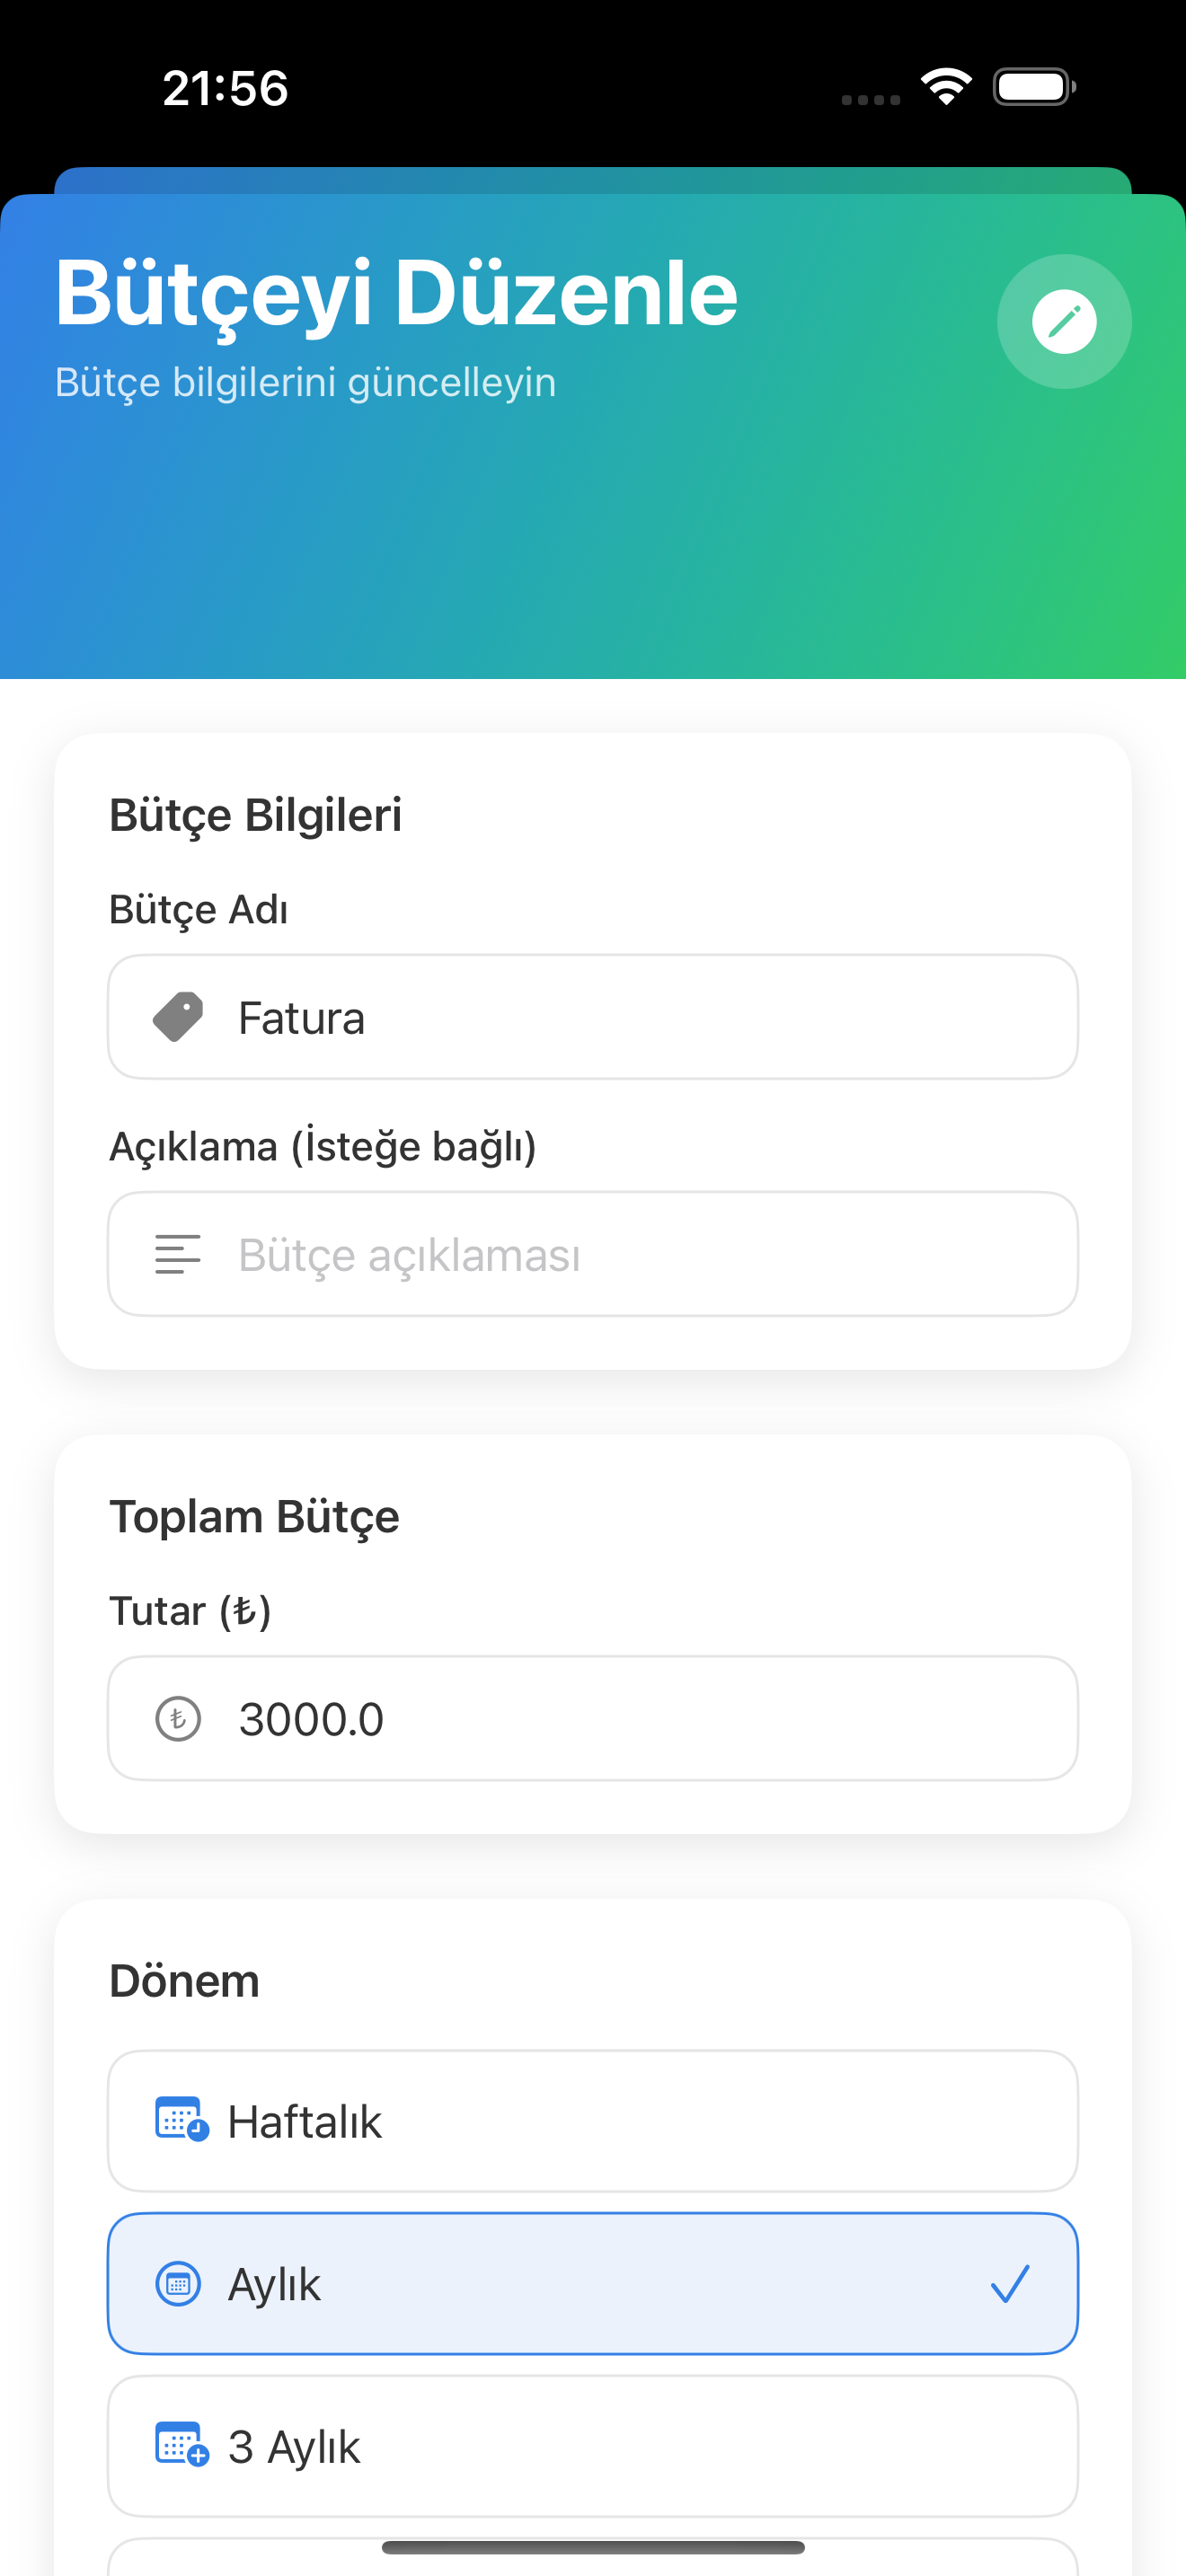 21:56
Bütçeyi Düzenle
Bütçe bilgilerini güncelleyin
Bütçe Bilgileri
Bütçe Adı
Fatura
Açıklama (İsteğe bağlı)
Bütçe açıklaması
Toplam Bütçe
Tutar (₺)
₺ 3000.0
Dönem
Haftalık
Aylık
3 Aylık